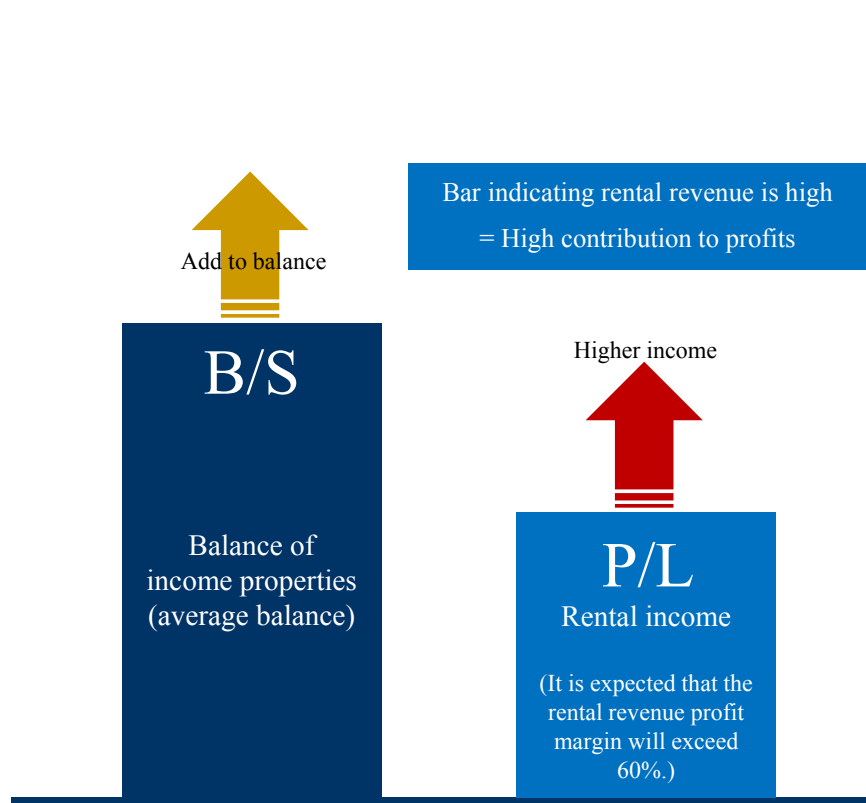 Bar indicating rental revenue is high
= High contribution to profits
Add to balance
B/S
Balance of
income properties
(average balance)
Higher income
P/L
Rental income
(It is expected that the
rental revenue profit
margin will exceed
60%.)